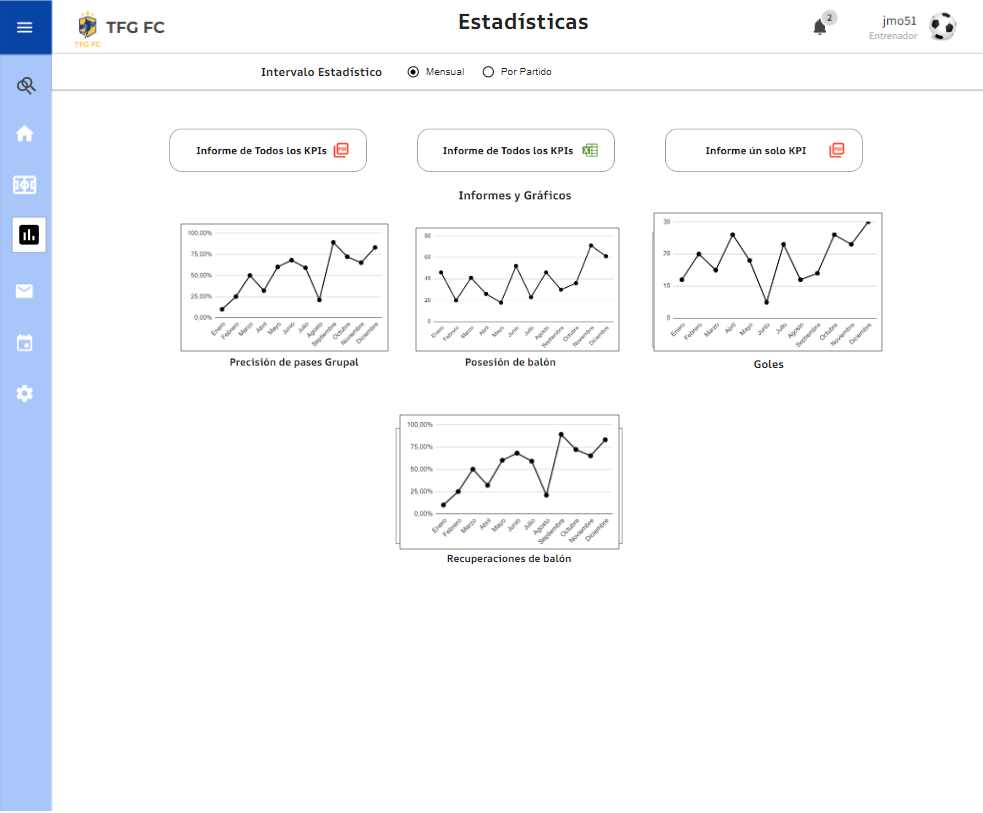 Estadísticas
2
jmo51
Entrenador
TFG FC
TFG FC
Intervalo Estadístico
Mensual
Por Partido
Informe de Todos los KPIs
PDF
Informe de Todos los KPIs
Informe ún solo KPI
PDF
Informes y Gráficos
100,00%
75,00%
50,00%
25,00%
0,00%
Enero
Febrero
Marzo
Abril
Mayo
Junio
Julio
Agosto
Septiembre
Octubre
Noviembre
Diciembre
Precisión de pases Grupal
80
60
40
20
0
Enero
Febrero
Marzo
Abril
Mayo
Junio
Julio
Agosto
Septiembre
Octubre
Noviembre
Diciembre
Posesión de balón
30
20
10
0
Enero
Febrero
Marzo
Abril
Mayo
Junio
Julio
Agosto
Septiembre
Octubre
Noviembre
Diciembre
Goles
100,00%
75,00%
50,00%
25,00%
0,00%
Enero
Febrero
Marzo
Abril
Mayo
Junio
Julio
Agosto
Septiembre
Octubre
Noviembre
Diciembre
Recuperaciones de balón